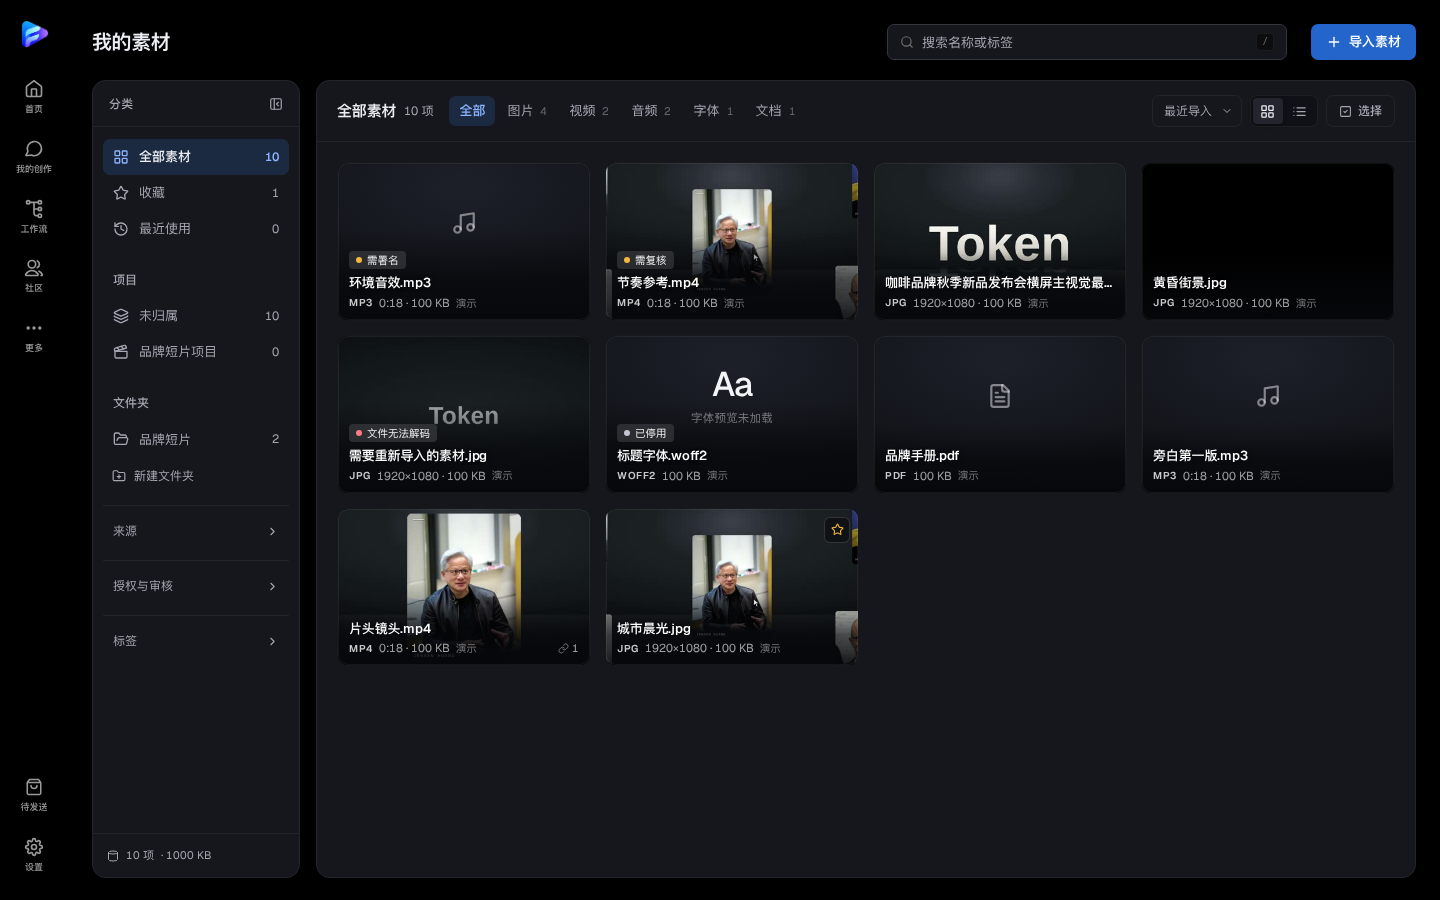 我的素材
搜索名称或标签
/
导入素材
首页
我的创作
工作流
社区
更多
待发送
设置
分类
全部素材 10
收藏 1
最近使用 0
项目
未归属 10
品牌短片项目 0
文件夹
品牌短片 2
新建文件夹
来源
授权与审核
标签
10 项 · 1000 KB
全部素材 10 项
全部
图片 4
视频 2
音频 2
字体 1
文档 1
最近导入
选择
需署名
环境音效.mp3
MP3 0:18 · 100 KB 演示
需复核
节奏参考.mp4
MP4 0:18 · 100 KB 演示
Token
咖啡品牌秋季新品发布会横屏主视觉最...
JPG 1920×1080 · 100 KB 演示
黄昏街景.jpg
JPG 1920×1080 · 100 KB 演示
Token
文件无法解码
需要重新导入的素材.jpg
JPG 1920×1080 · 100 KB 演示
Aa
字体预览未加载
已停用
标题字体.woff2
WOFF2 100 KB 演示
品牌手册.pdf
PDF 100 KB 演示
旁白第一版.mp3
MP3 0:18 · 100 KB 演示
片头镜头.mp4
MP4 0:18 · 100 KB 演示
1
城市晨光.jpg
JPG 1920×1080 · 100 KB 演示